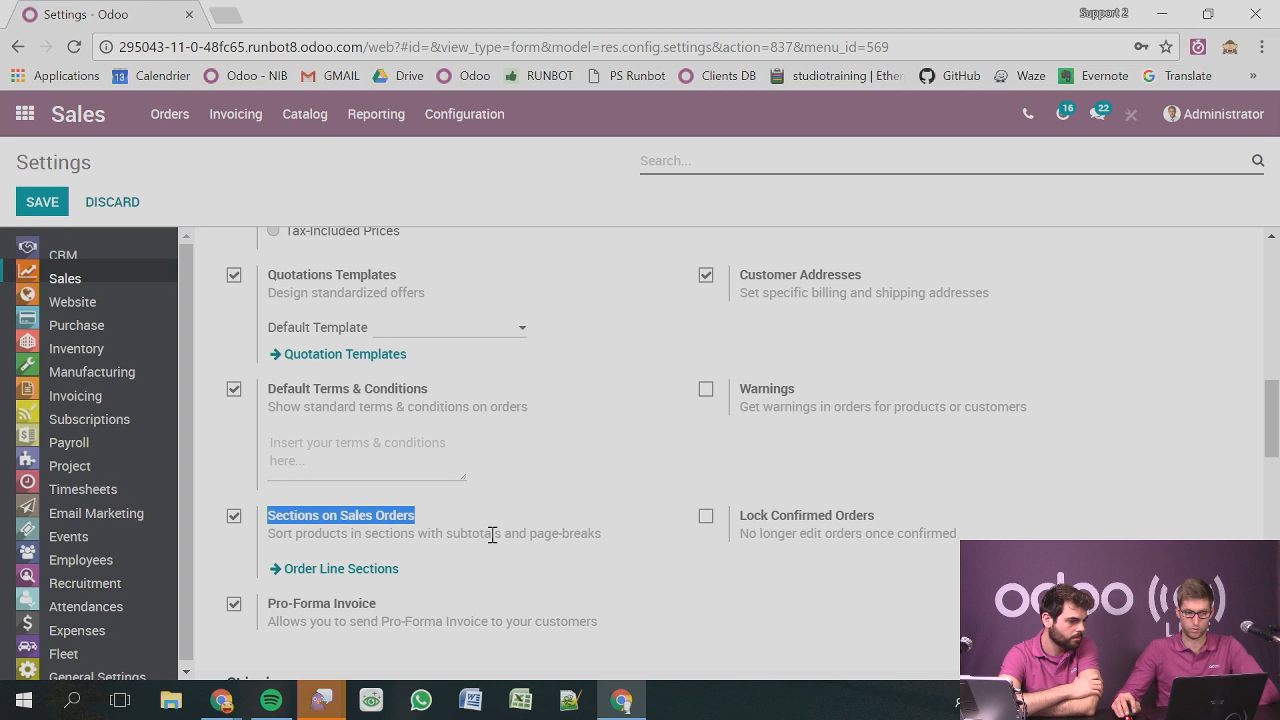 Settings - Odoo
Support 2
295043-11-0-48fc65.runbot8.odoo.com/web?#id=&view_type=form&model=res.config.settings&action=837&menu_id=569
Applications
13
Calendrier
Odoo - NIB
GMAIL
Drive
Odoo
RUNBOT
PS Runbot
Clients DB
studiotraining | Ether
GitHub
Waze
Evernote
Translate
»
Sales
Orders
Invoicing
Catalog
Reporting
Configuration
16
22
Administrator
Settings
Search...
SAVE
DISCARD
CRM
Sales
Website
Purchase
Inventory
Manufacturing
Invoicing
Subscriptions
Payroll
Project
Timesheets
Email Marketing
Events
Employees
Recruitment
Attendances
Expenses
Fleet
General Settings
Tax-Included Prices
Quotations Templates
Design standardized offers
Default Template
Quotation Templates
Customer Addresses
Set specific billing and shipping addresses
Default Terms & Conditions
Show standard terms & conditions on orders
Insert your terms & conditions
here...
Warnings
Get warnings in orders for products or customers
Sections on Sales Orders
Sort products in sections with subtotals and page-breaks
Order Line Sections
Lock Confirmed Orders
No longer edit orders once confirmed
Pro-Forma Invoice
Allows you to send Pro-Forma Invoice to your customers
odoo